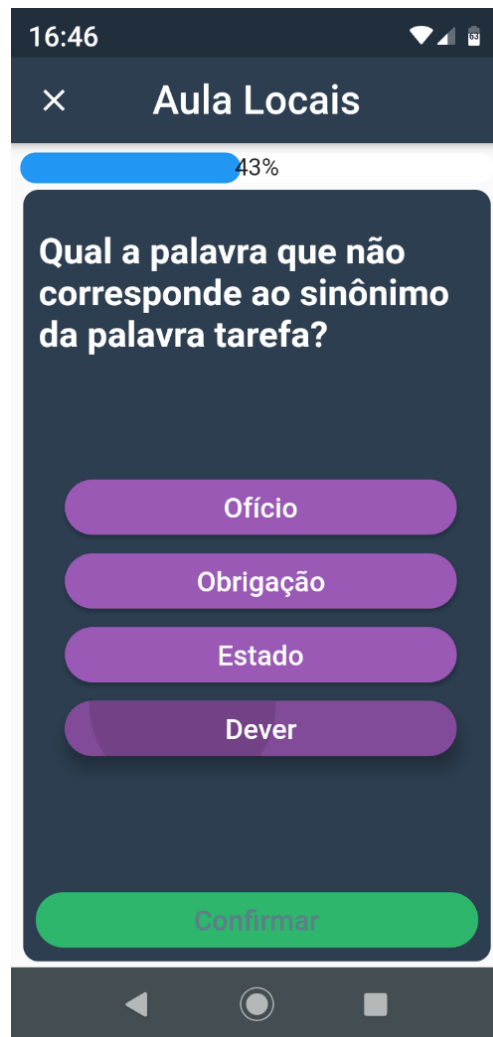 16:46
63
Aula Locais
43%
Qual a palavra que não
corresponde ao sinônimo
da palavra tarefa?
Ofício
Obrigação
Estado
Dever
Confirmar